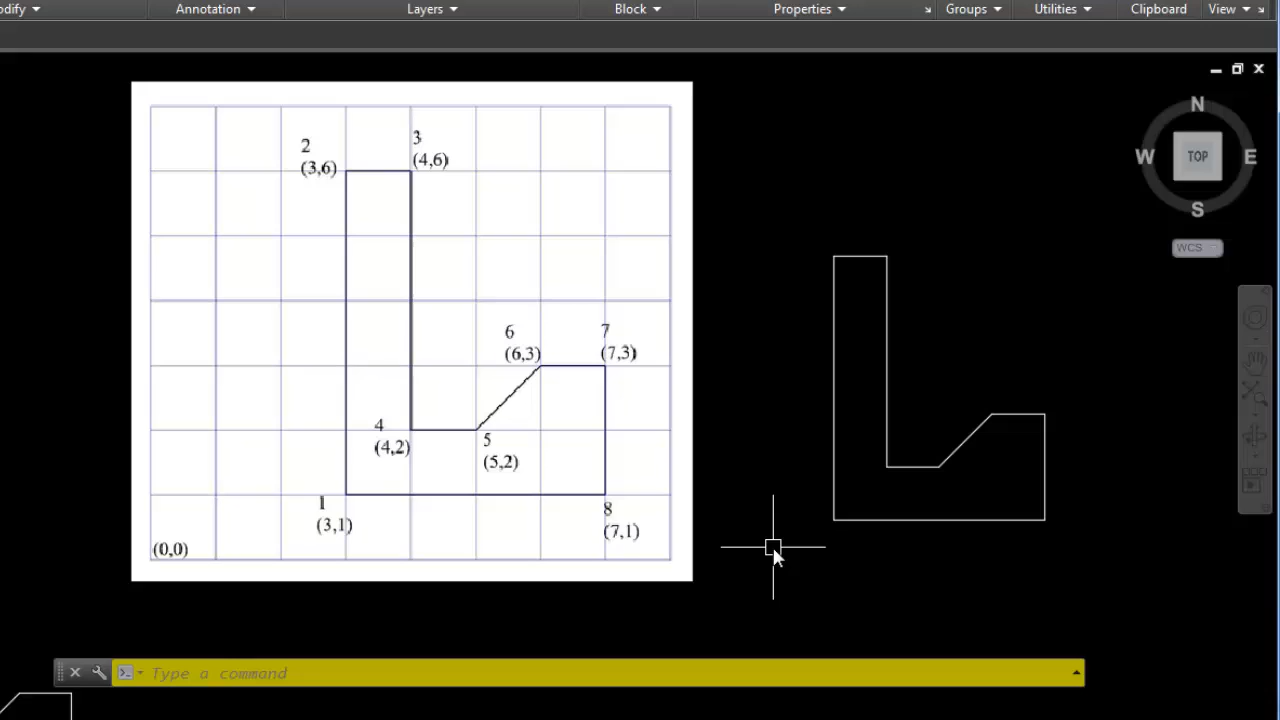 odify
Annotation
Layers
Block
Properties
Groups
Utilities
Clipboard
View
N
W
TOP
E
S
WCS
2
(3,6)
3
(4,6)
6
(6,3)
7
(7,3)
4
(4,2)
5
(5,2)
1
(3,1)
8
(7,1)
(0,0)
Type a command